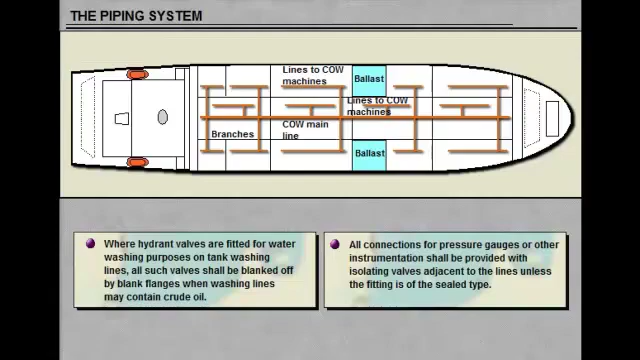 THE PIPING SYSTEM
Lines to COW
machines
Ballast
Lines to COW
machines
Branches
COW main
line
Ballast
Where hydrant valves are fitted for water
washing purposes on tank washing
lines, all such valves shall be blanked off
by blank flanges when washing lines
may contain crude oil.
All connections for pressure gauges or other
instrumentation shall be provided with
isolating valves adjacent to the lines unless
the fitting is of the sealed type.